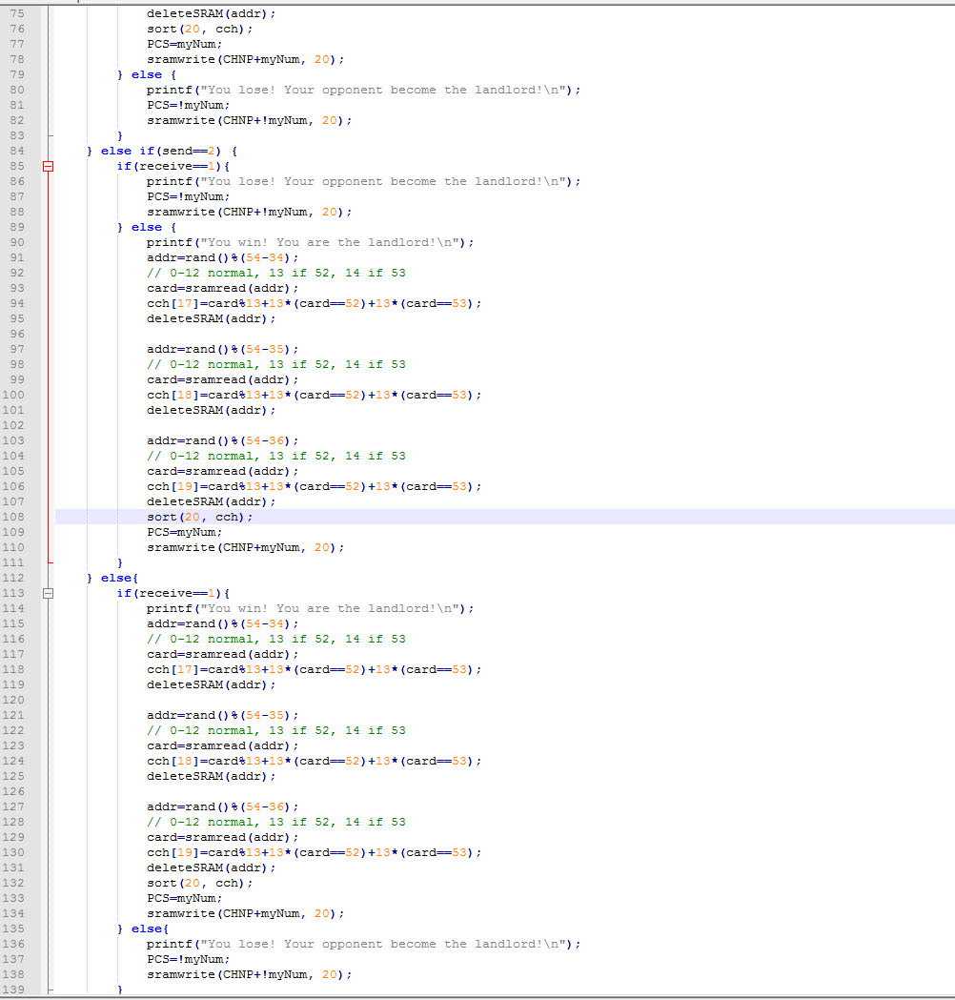 75 deleteSRAM(addr);
76 sort(20, cch);
77 PCS=myNum;
78 sramwrite(CHNP+myNum, 20);
79 } else {
80 printf("You lose! Your opponent become the landlord!\n");
81 PCS=!myNum;
82 sramwrite(CHNP+!myNum, 20);
83 }
84 } else if(send==2) {
85 if(receive==1){
86 printf("You lose! Your opponent become the landlord!\n");
87 PCS=!myNum;
88 sramwrite(CHNP+!myNum, 20);
89 } else {
90 printf("You win! You are the landlord!\n");
91 addr=rand()%(54-34);
92 // 0-12 normal, 13 if 52, 14 if 53
93 card=sramread(addr);
94 cch[17]=card%13+13*(card==52)+13*(card==53);
95 deleteSRAM(addr);
96
97 addr=rand()%(54-35);
98 // 0-12 normal, 13 if 52, 14 if 53
99 card=sramread(addr);
100 cch[18]=card%13+13*(card==52)+13*(card==53);
101 deleteSRAM(addr);
102
103 addr=rand()%(54-36);
104 // 0-12 normal, 13 if 52, 14 if 53
105 card=sramread(addr);
106 cch[19]=card%13+13*(card==52)+13*(card==53);
107 deleteSRAM(addr);
108 sort(20, cch);
109 PCS=myNum;
110 sramwrite(CHNP+myNum, 20);
111 }
112 } else{
113 if(receive==1){
114 printf("You win! You are the landlord!\n");
115 addr=rand()%(54-34);
116 // 0-12 normal, 13 if 52, 14 if 53
117 card=sramread(addr);
118 cch[17]=card%13+13*(card==52)+13*(card==53);
119 deleteSRAM(addr);
120
121 addr=rand()%(54-35);
122 // 0-12 normal, 13 if 52, 14 if 53
123 card=sramread(addr);
124 cch[18]=card%13+13*(card==52)+13*(card==53);
125 deleteSRAM(addr);
126
127 addr=rand()%(54-36);
128 // 0-12 normal, 13 if 52, 14 if 53
129 card=sramread(addr);
130 cch[19]=card%13+13*(card==52)+13*(card==53);
131 deleteSRAM(addr);
132 sort(20, cch);
133 PCS=myNum;
134 sramwrite(CHNP+myNum, 20);
135 } else{
136 printf("You lose! Your opponent become the landlord!\n");
137 PCS=!myNum;
138 sramwrite(CHNP+!myNum, 20);
139 }